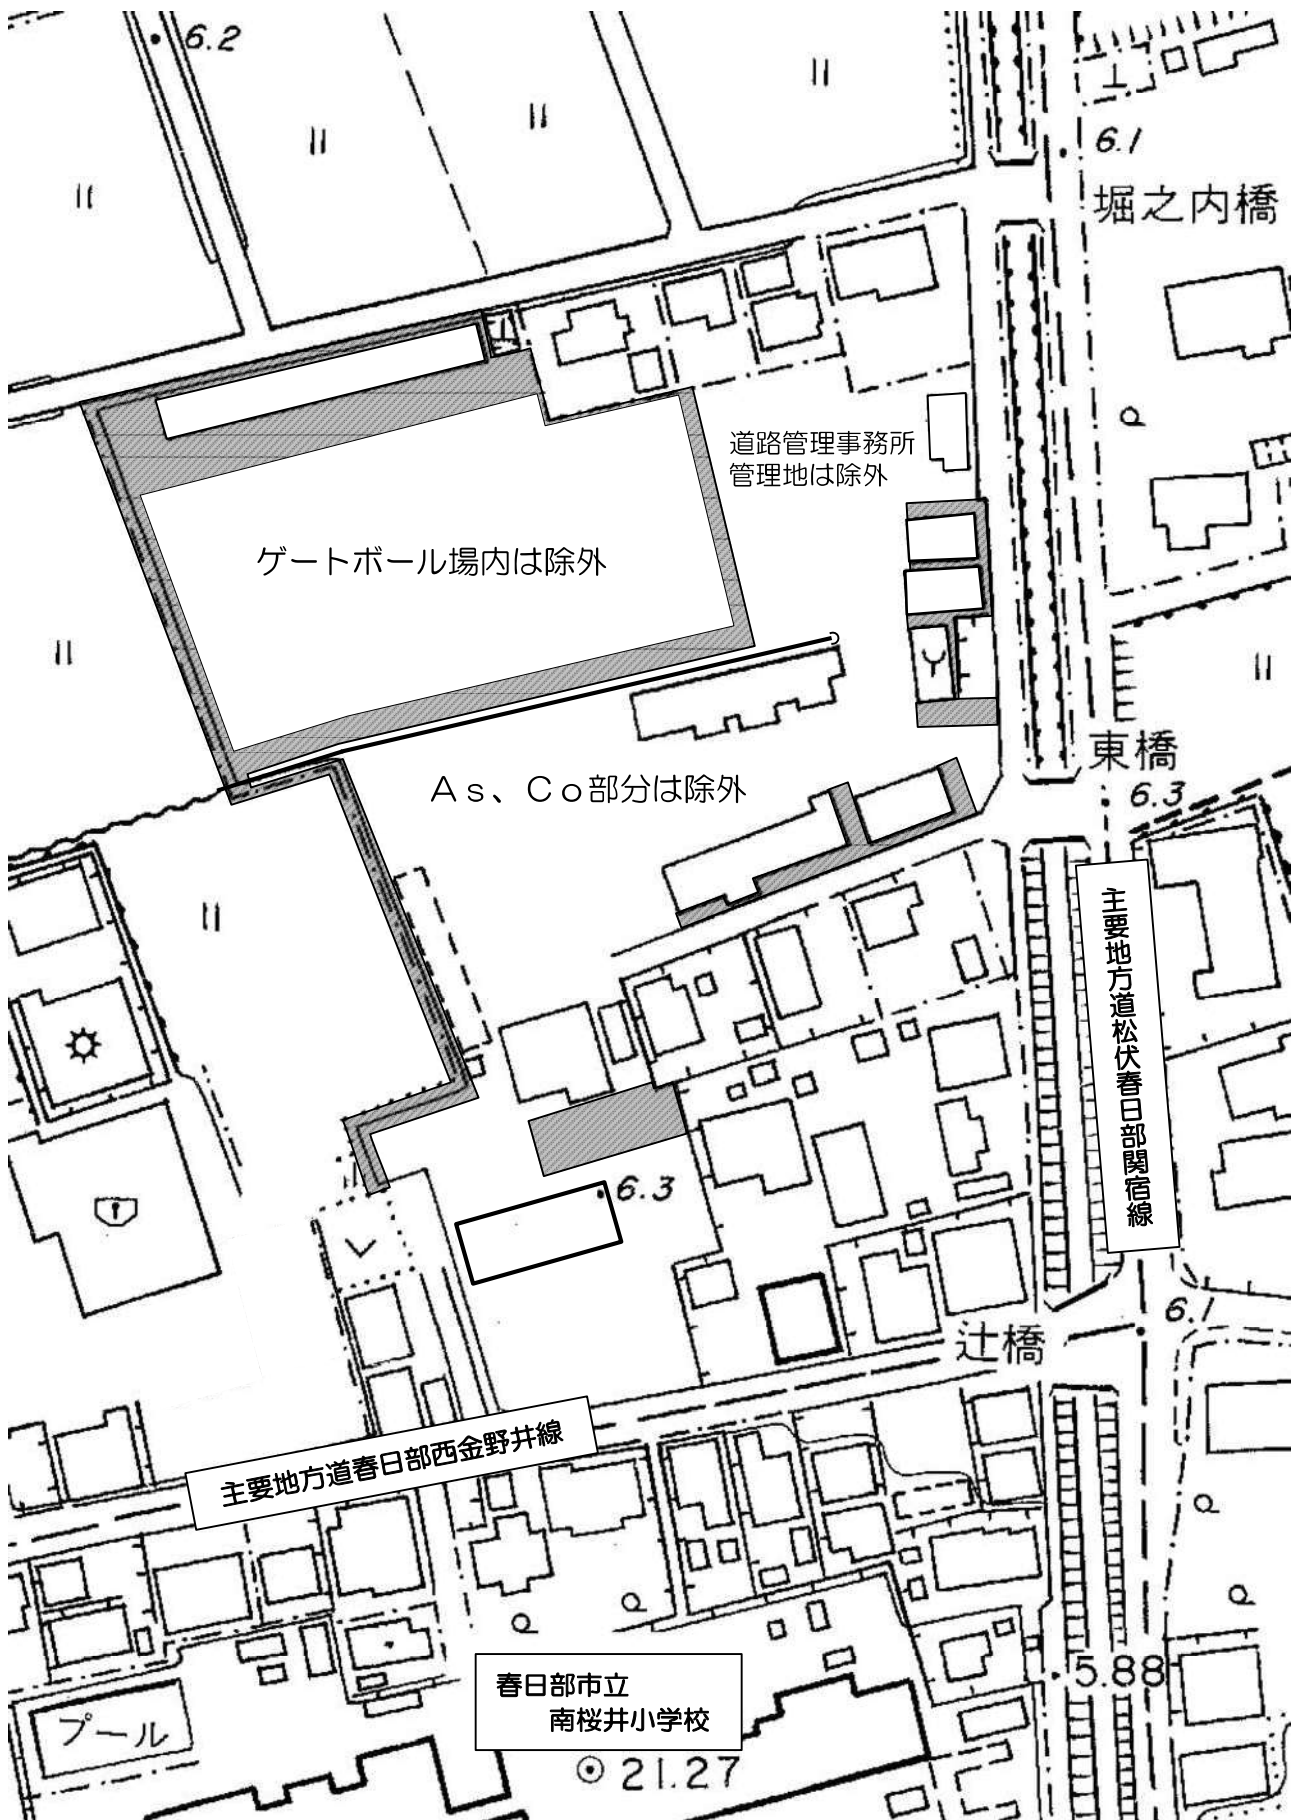 6.2
6.1
堀之内橋
道路管理事務所
管理地は除外
ゲートボール場内は除外
東橋
6.3
Ａｓ、Ｃｏ部分は除外
主要地方道松伏春日部関宿線
6.3
6.1
辻橋
主要地方道春日部西金野井線
春日部市立
南桜井小学校
5.88
プール
21.27